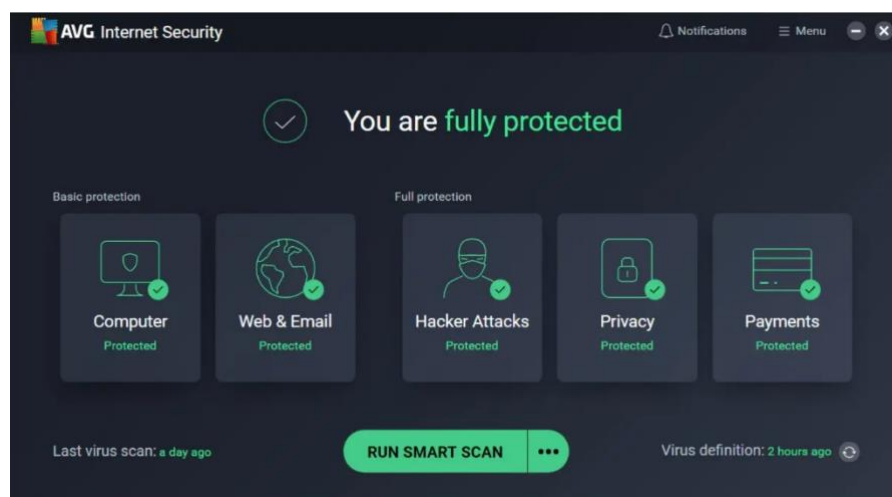 AVG Internet Security
Notifications
Menu
You are fully protected
Basic protection
Full protection
Computer
Protected
Web & Email
Protected
Hacker Attacks
Protected
Privacy
Protected
Payments
Protected
Last virus scan: a day ago
RUN SMART SCAN
Virus definition: 2 hours ago